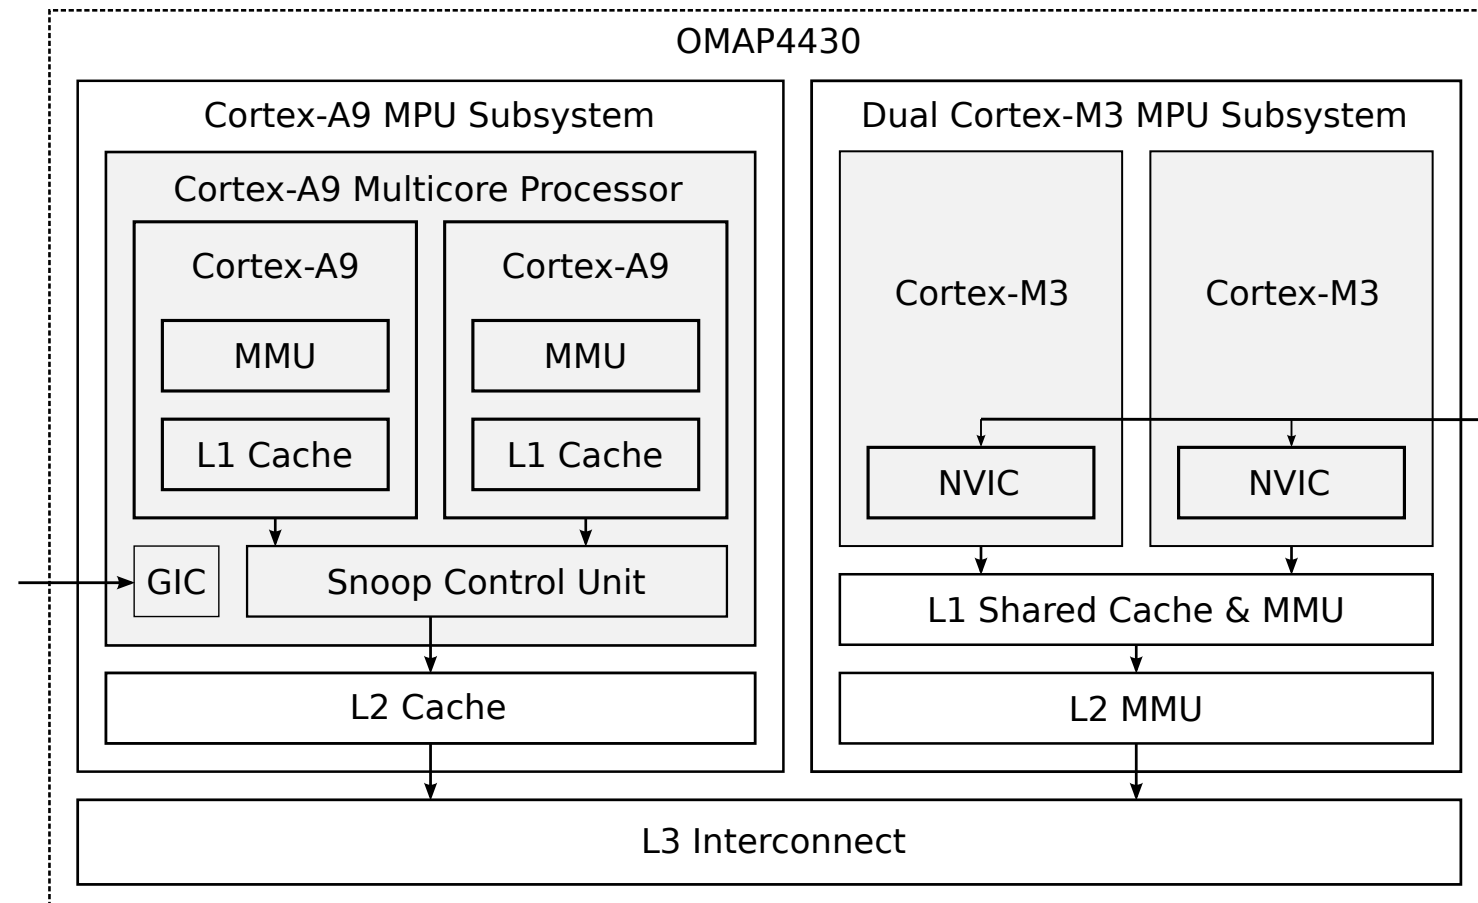 OMAP4430
Cortex-A9 MPU Subsystem
Cortex-A9 Multicore Processor
Cortex-A9
MMU
L1 Cache
Cortex-A9
MMU
L1 Cache
GIC
Snoop Control Unit
L2 Cache
Dual Cortex-M3 MPU Subsystem
Cortex-M3
NVIC
Cortex-M3
NVIC
L1 Shared Cache & MMU
L2 MMU
L3 Interconnect